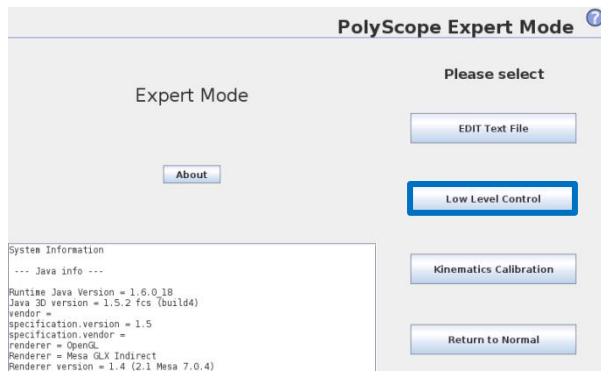 PolyScope Expert Mode ?
Please select
Expert Mode
EDIT Text File
About
Low Level Control
System Information
--- Java info ---
Runtime Java Version = 1.6.0_18
Java 3D version = 1.5.2 fcs (build4)
vendor =
specification.version = 1.5
specification.vendor =
renderer = OpenGL
Renderer = Mesa GLX Indirect
Renderer version = 1.4 (2.1 Mesa 7.0.4)
Kinematics Calibration
Return to Normal